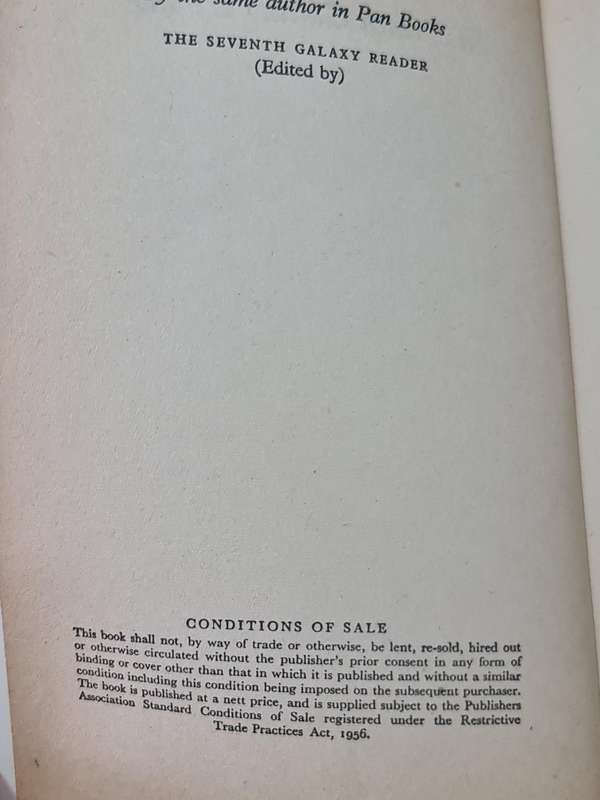 the same author in Pan Books
THE SEVENTH GALAXY READER
(Edited by)
CONDITIONS OF SALE
This book shall not, by way of trade or otherwise, be lent, re-sold, hired out
or otherwise circulated without the publisher's prior consent in any form of
binding or cover other than that in which it is published and without a similar
condition including this condition being imposed on the subsequent purchaser.
The book is published at a nett price, and is supplied subject to the Publishers
Association Standard Conditions of Sale registered under the Restrictive
Trade Practices Act, 1956.